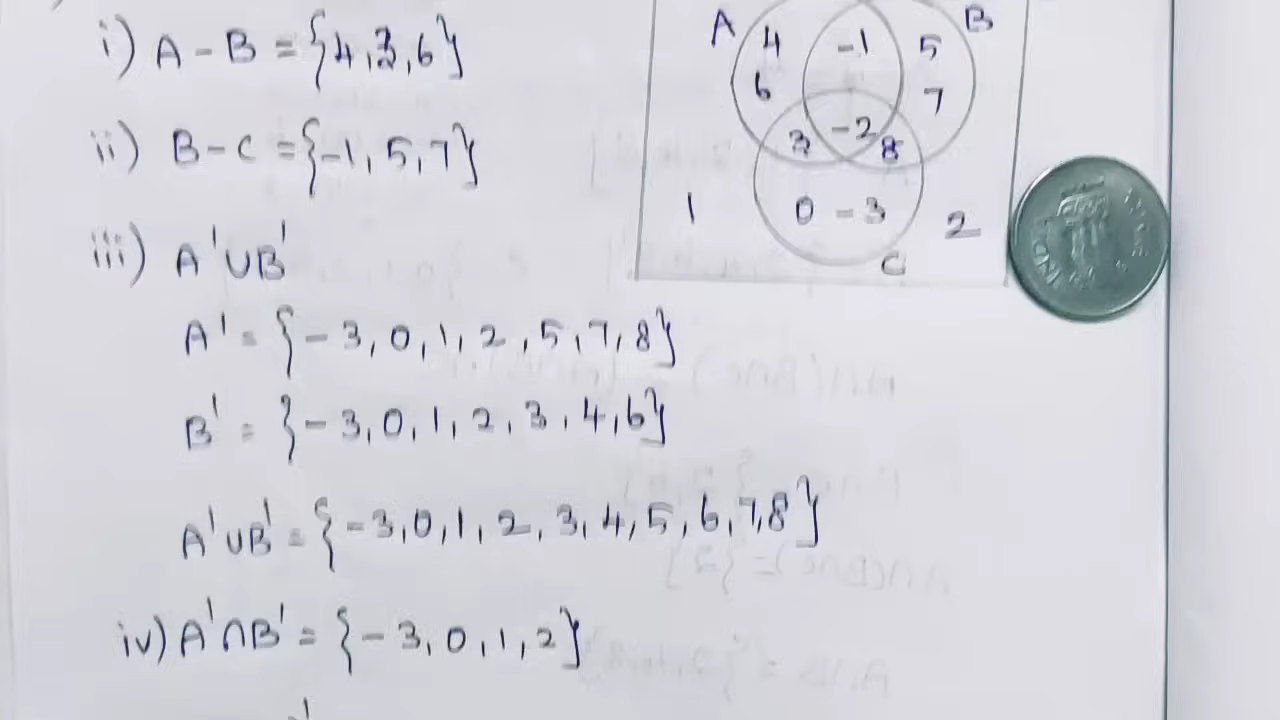 i) A - B = {4, 3, 6}
ii) B - C = {-1, 5, 7}
iii) A' ∪ B'
A' = {-3, 0, 1, 2, 5, 7, 8}
B' = {-3, 0, 1, 2, 3, 4, 6}
A' ∪ B' = {-3, 0, 1, 2, 3, 4, 5, 6, 7, 8}
iv) A' ∩ B' = {-3, 0, 1, 2}
A B
4 -1 5
6 7
3 -2 8
1 0 -3 2
C